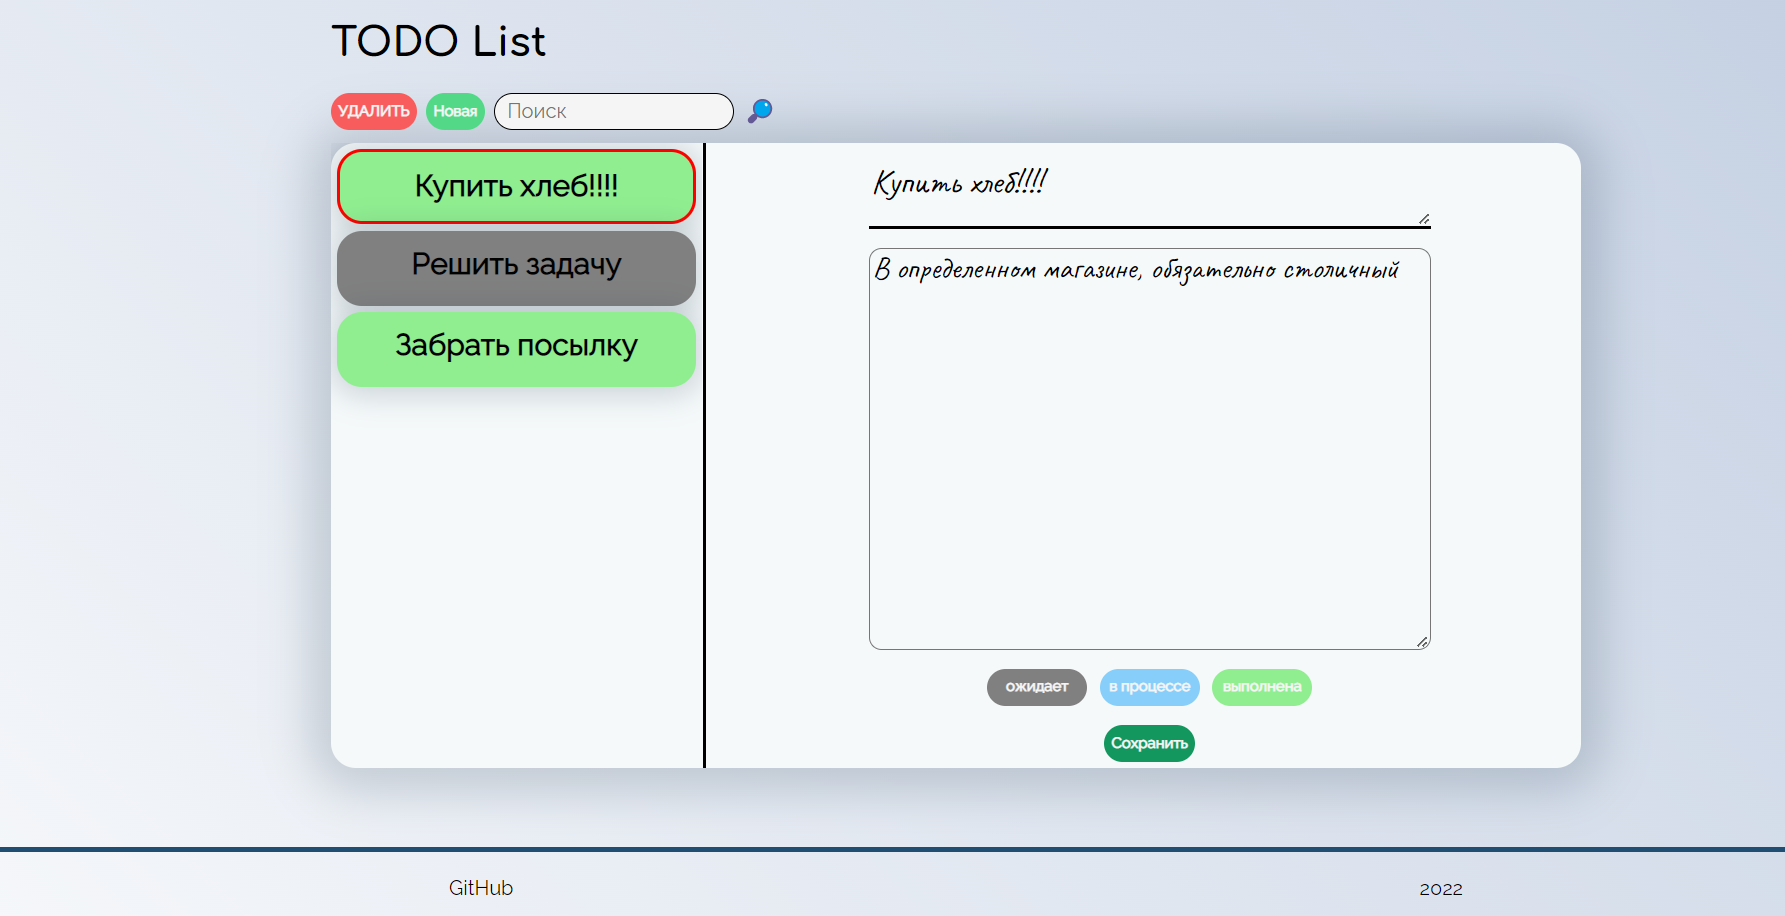 TODO List
УДАЛИТЬ Новая Поиск
Купить хлеб!!!!
Решить задачу
Забрать посылку
Купить хлеб!!!!
В определенном магазине, обязательно столичный
ожидает в процессе выполнена
Сохранить
GitHub 2022